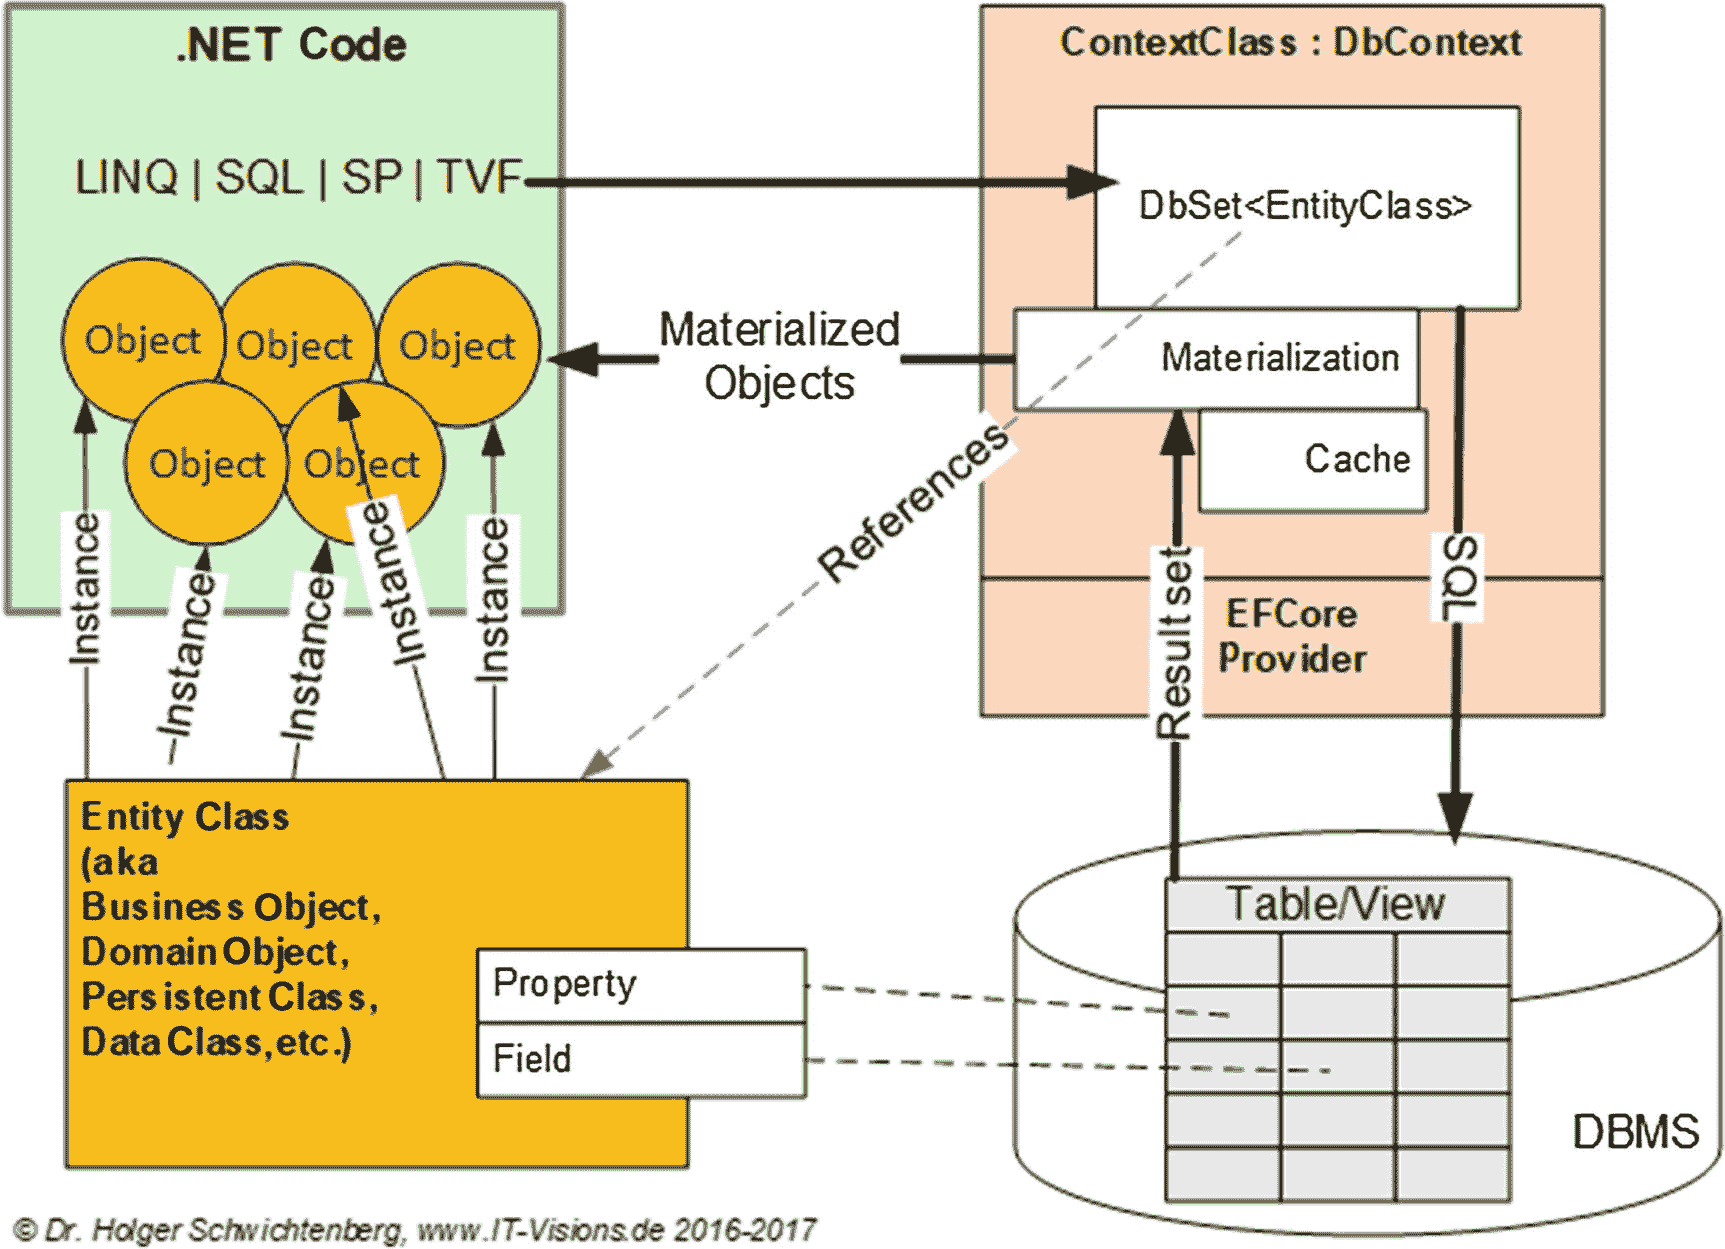 .NET Code
LINQ | SQL | SP | TVF
Object
Object
Object
Object
Object
Instance
Instance
Instance
Instance
Instance
Materialized
Objects
References
ContextClass : DbContext
DbSet<EntityClass>
Materialization
Cache
EFCore
Provider
Result set
SQL
Entity Class
(aka
Business Object,
Domain Object,
Persistent Class,
Data Class, etc.)
Property
Field
Table/View
DBMS
© Dr. Holger Schwichtenberg, www.IT-Visions.de 2016-2017